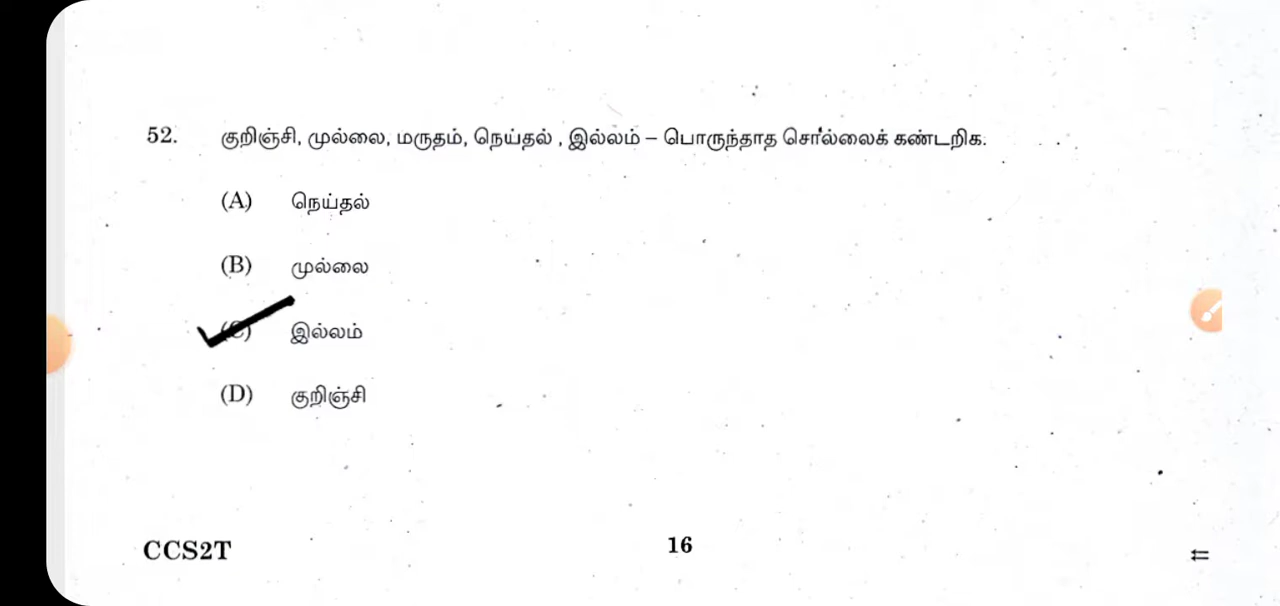 52. குறிஞ்சி, முல்லை, மருதம், நெய்தல் , இல்லம் – பொருந்தாத சொல்லைக் கண்டறிக.
(A) நெய்தல்
(B) முல்லை
(C) இல்லம்
(D) குறிஞ்சி
CCS2T 16